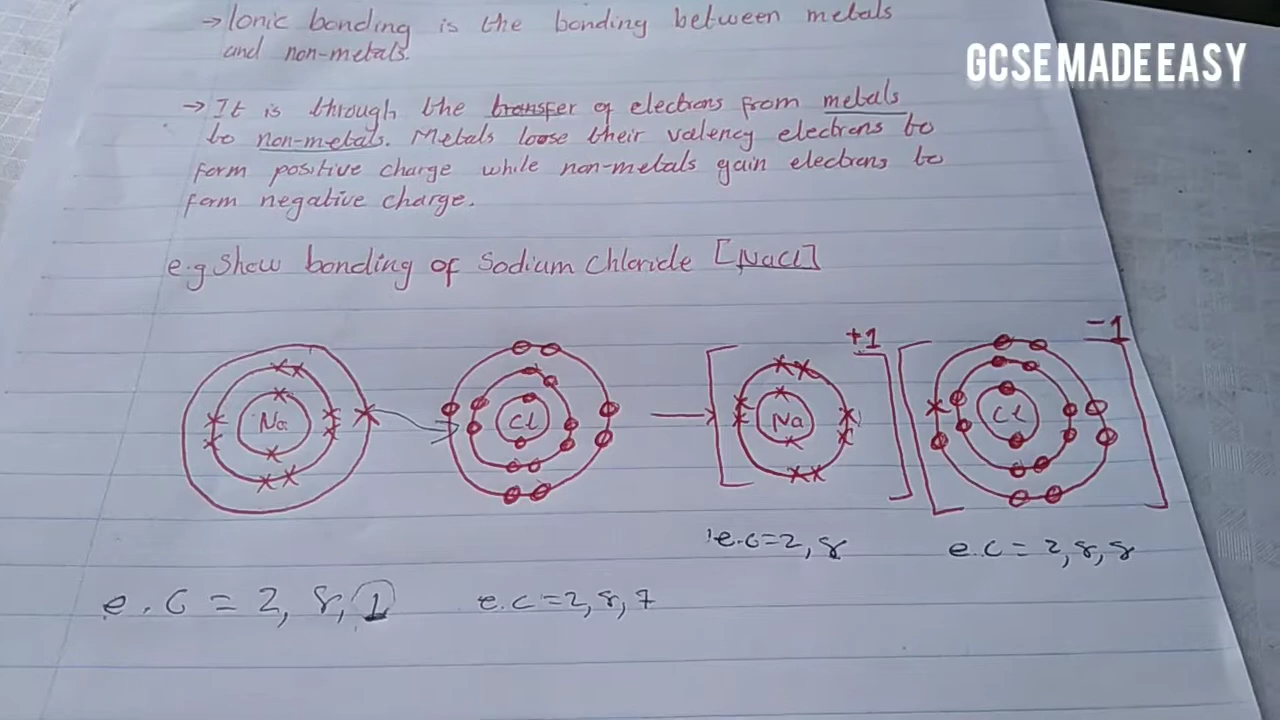 → Ionic bonding is the bonding between metals
and non-metals.
GCSE MADE EASY
→ It is through the transfer of electrons from metals
to non-metals. Metals loose their valency electrons to
form positive charge while non-metals gain electrons to
form negative charge.
e.g Show bonding of Sodium Chloride [NaCl]
+1
-1
Na
Cl
Na
Cl
e.c = 2, 8
e.c = 2, 8, 8
e.c = 2, 8, 1
e.c = 2, 8, 7